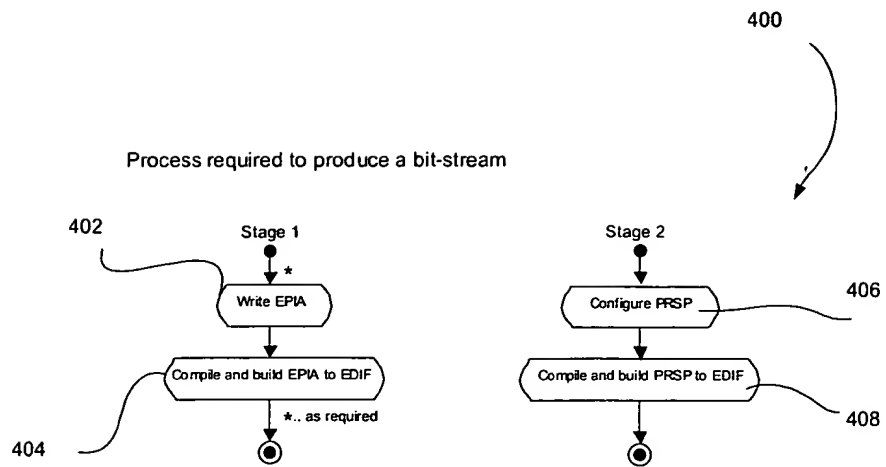 400
Process required to produce a bit-stream
402
Stage 1
Stage 2
*
Write EPIA
Configure PRSP
406
Compile and build EPIA to EDIF
Compile and build PRSP to EDIF
*.. as required
404
408